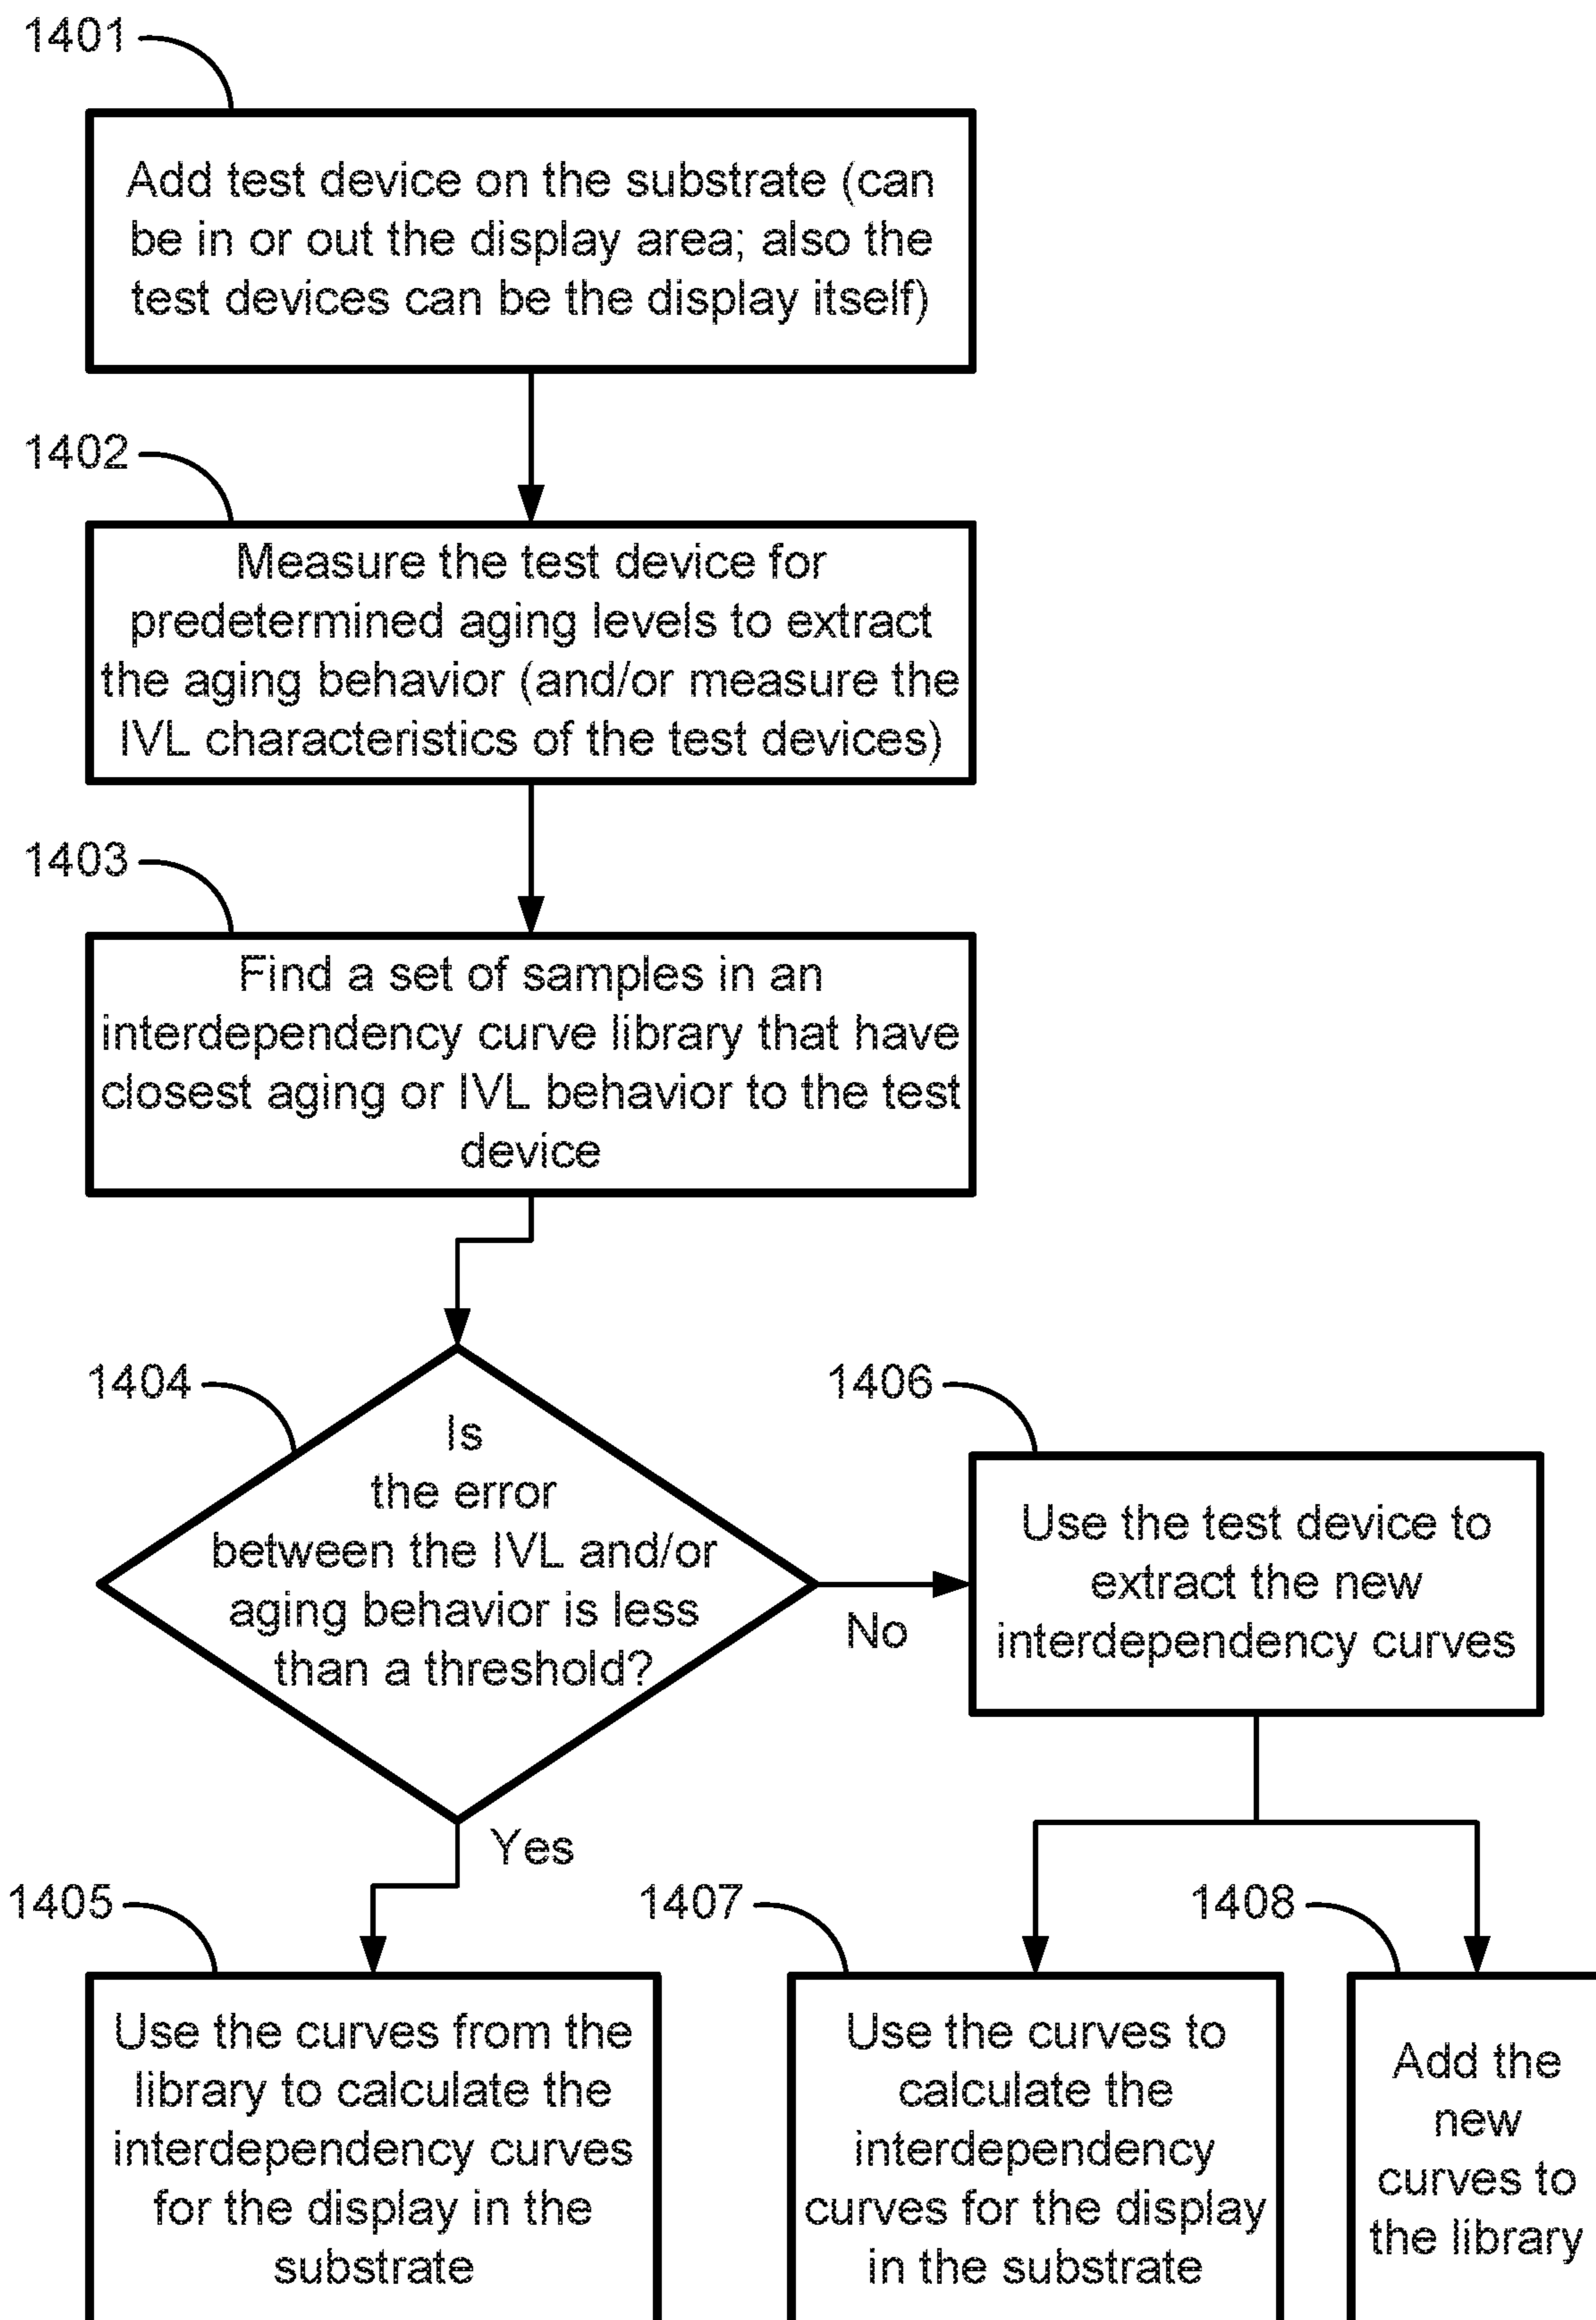 1401
Add test device on the substrate (can
be in or out the display area; also the
test devices can be the display itself)
1402
Measure the test device for
predetermined aging levels to extract
the aging behavior (and/or measure the
IVL characteristics of the test devices)
1403
Find a set of samples in an
interdependency curve library that have
closest aging or IVL behavior to the test
device
1404
Is
the error
between the IVL and/or
aging behavior is less
than a threshold?
No
Yes
1406
Use the test device to
extract the new
interdependency curves
1405
Use the curves from the
library to calculate the
interdependency curves
for the display in the
substrate
1407
Use the curves to
calculate the
interdependency
curves for the display
in the substrate
1408
Add the
new
curves to
the library